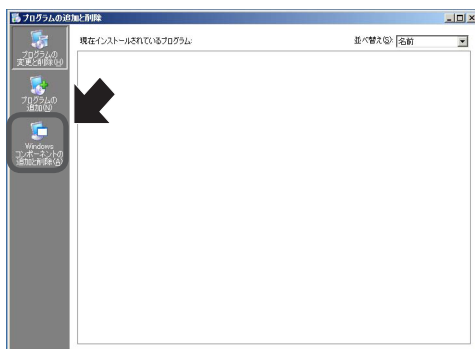 プログラムの追加と削除
現在インストールされているプログラム:
並べ替え(S):
名前
プログラムの
変更と削除(H)
プログラムの
追加(N)
Windows
コンポーネントの
追加と削除(A)